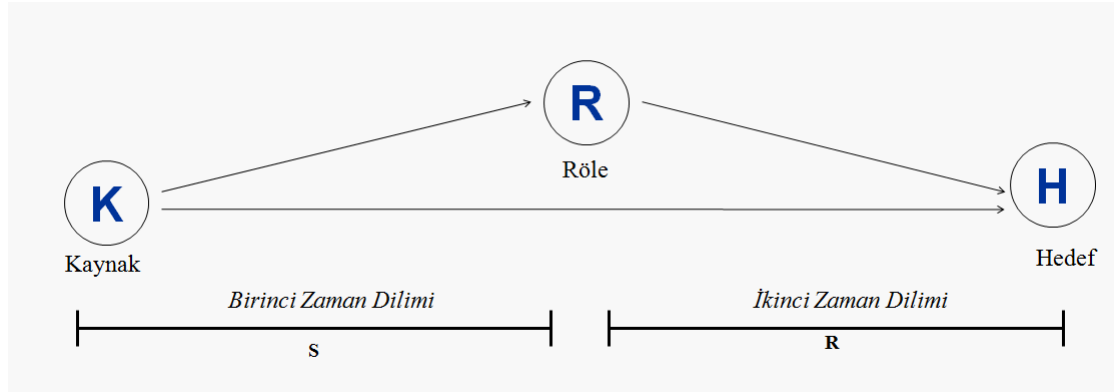 R
Röle
K
H
Kaynak
Hedef
Birinci Zaman Dilimi
İkinci Zaman Dilimi
S
R